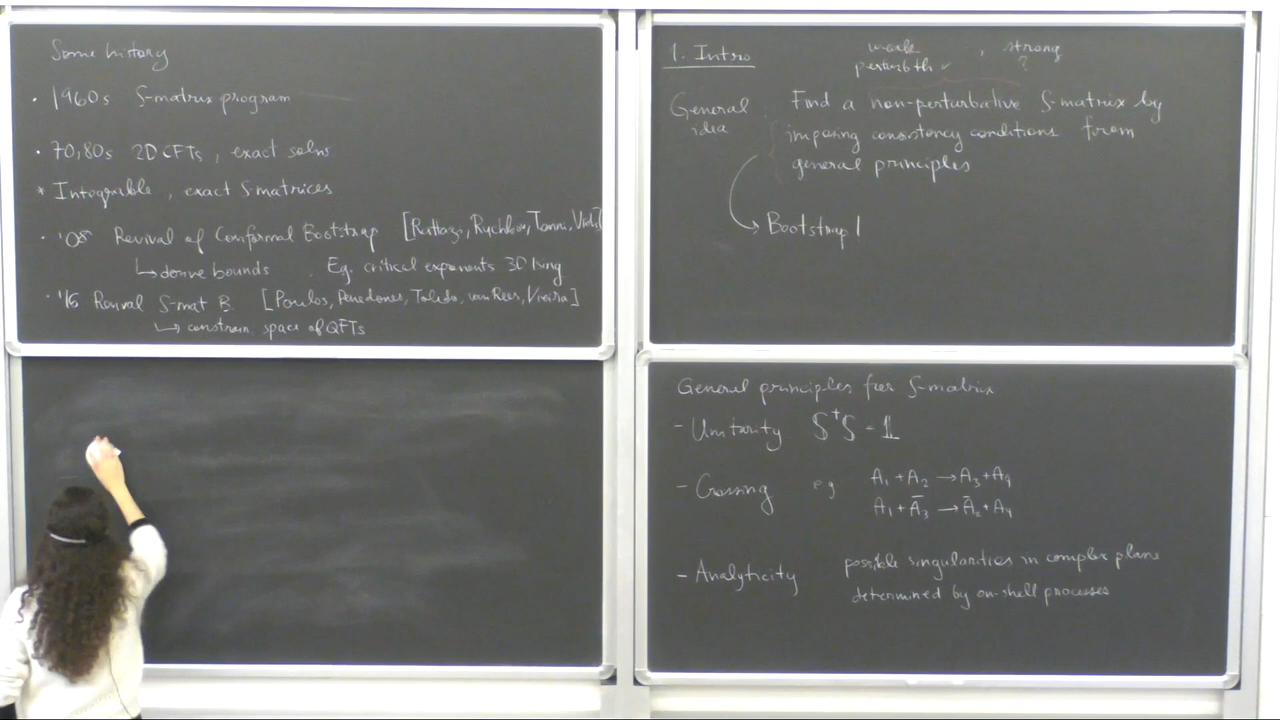 Some history
· 1960s S-matrix program
· 70,80s 2D CFTs, exact solns
* Integrable, exact S-matrices
· '08 Revival of Conformal Bootstrap [Rattazi, Rychkov, Tonni, Vichi]
↳ derive bounds . Eg. critical exponents 3D Ising
· '15 Revival S-mat B. [Paulos, Penedones, Toledo, van Rees, Vieira]
↳ constrain space of QFTs
1. Intro
weak , strong
perturbth ✓ ?
General idea : Find a non-perturbative S-matrix by
imposing consistency conditions from
general principles
↳ Bootstrap!
General principles for S-matrix
- Unitarity S†S = 𝟙
- Crossing eg A₁ + A₂ → A₃ + A₄
A₁ + Ā₃ → Ā₂ + A₄
- Analyticity possible singularities in complex plane
determined by on-shell processes